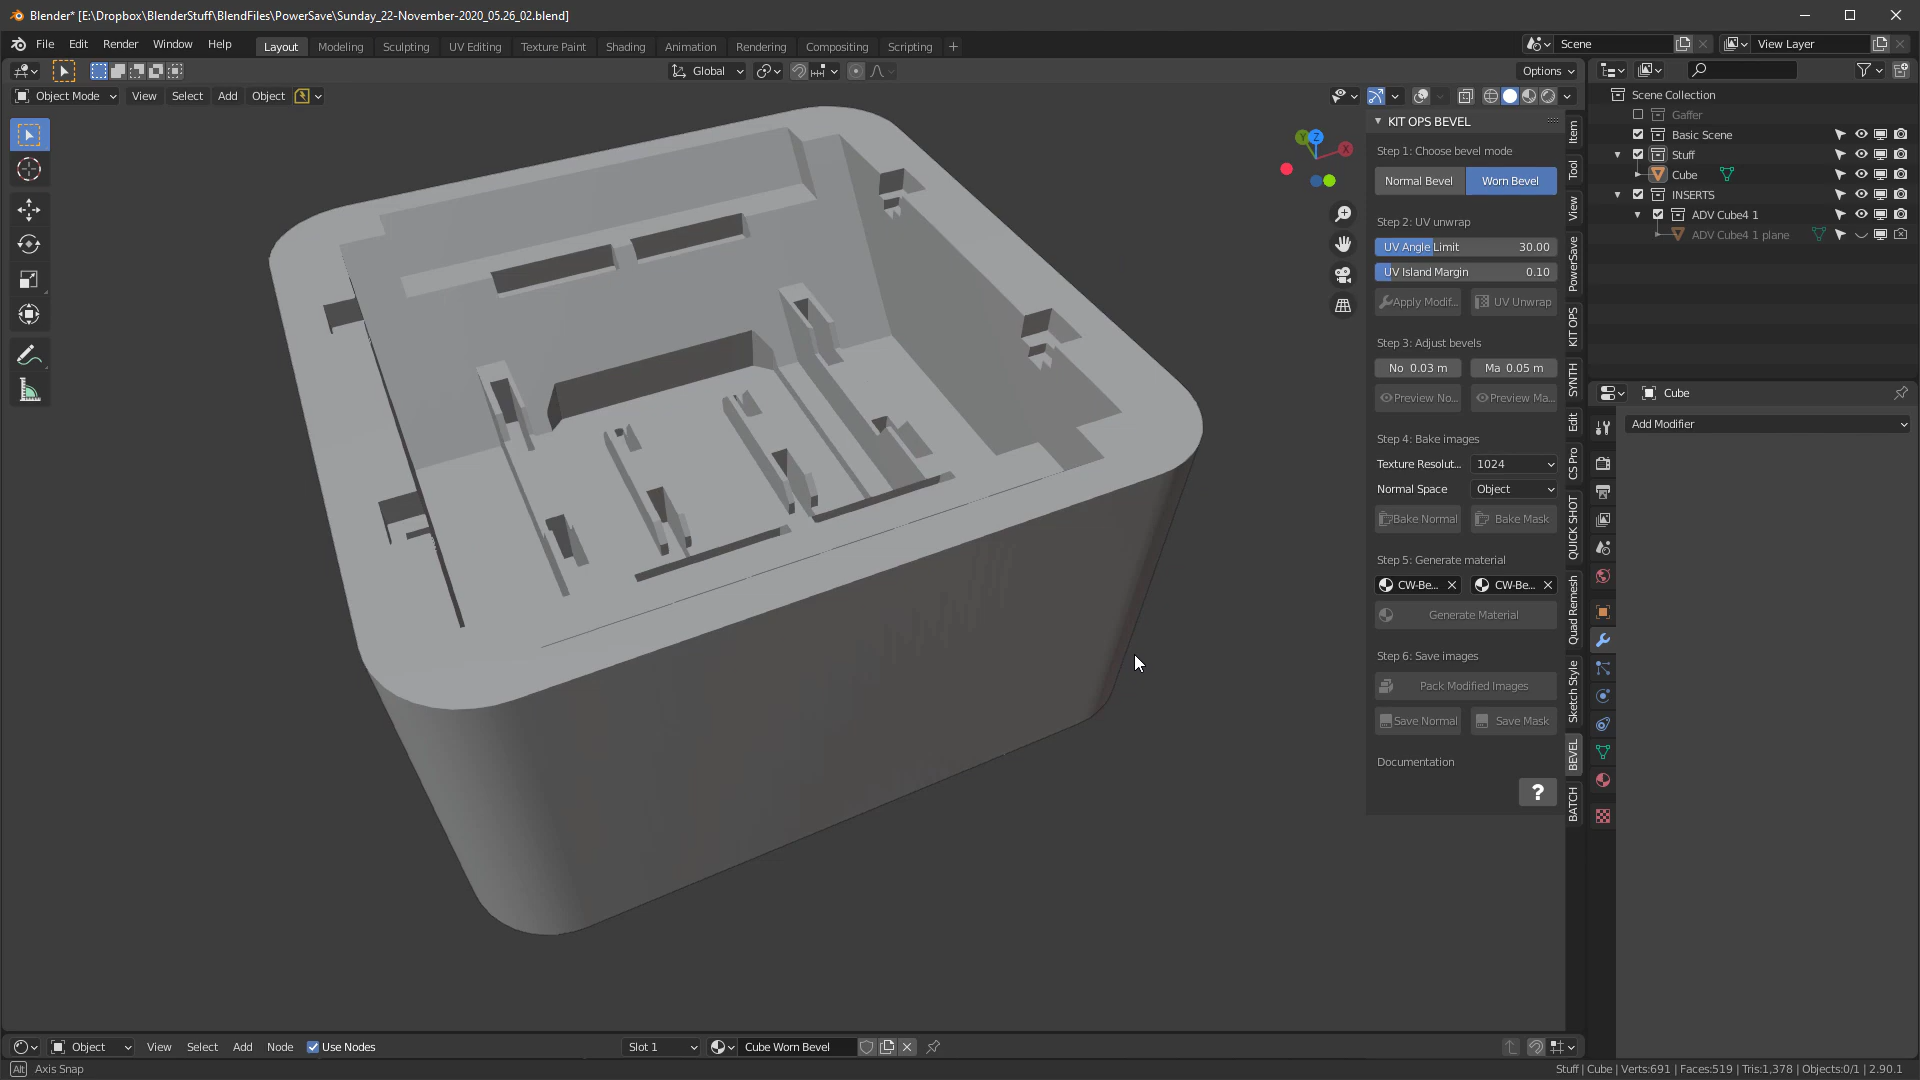 Blender* [E:\Dropbox\BlenderStuff\BlendFiles\PowerSave\Sunday_22-November-2020_05.26_02.blend]
File Edit Render Window Help Layout Modeling Sculpting UV Editing Texture Paint Shading Animation Rendering Compositing Scripting +
Scene
View Layer
Global
Options
Object Mode View Select Add Object
KIT OPS BEVEL
Step 1: Choose bevel mode
Normal Bevel Worn Bevel
Step 2: UV unwrap
UV Angle Limit 30.00
UV Island Margin 0.10
Apply Modif... UV Unwrap
Step 3: Adjust bevels
No 0.03 m Ma 0.05 m
Preview No... Preview Ma...
Step 4: Bake images
Texture Resolut... 1024
Normal Space Object
Bake Normal Bake Mask
Step 5: Generate material
CW-Be... CW-Be...
Generate Material
Step 6: Save images
Pack Modified Images
Save Normal Save Mask
Documentation
?
Item
Tool
View
PowerSave
KIT OPS
SYNTH
Edit
CS Pro
QUICK SHOT
Quad Remesh
Sketch Style
BEVEL
BATCH
X
Y
Z
Scene Collection
Gaffer
Basic Scene
Stuff
Cube
INSERTS
ADV Cube4 1
ADV Cube4 1 plane
Cube
Add Modifier
Object View Select Add Node Use Nodes Slot 1 Cube Worn Bevel
Alt Axis Snap
Stuff | Cube | Verts:691 | Faces:519 | Tris:1,378 | Objects:0/1 | 2.90.1